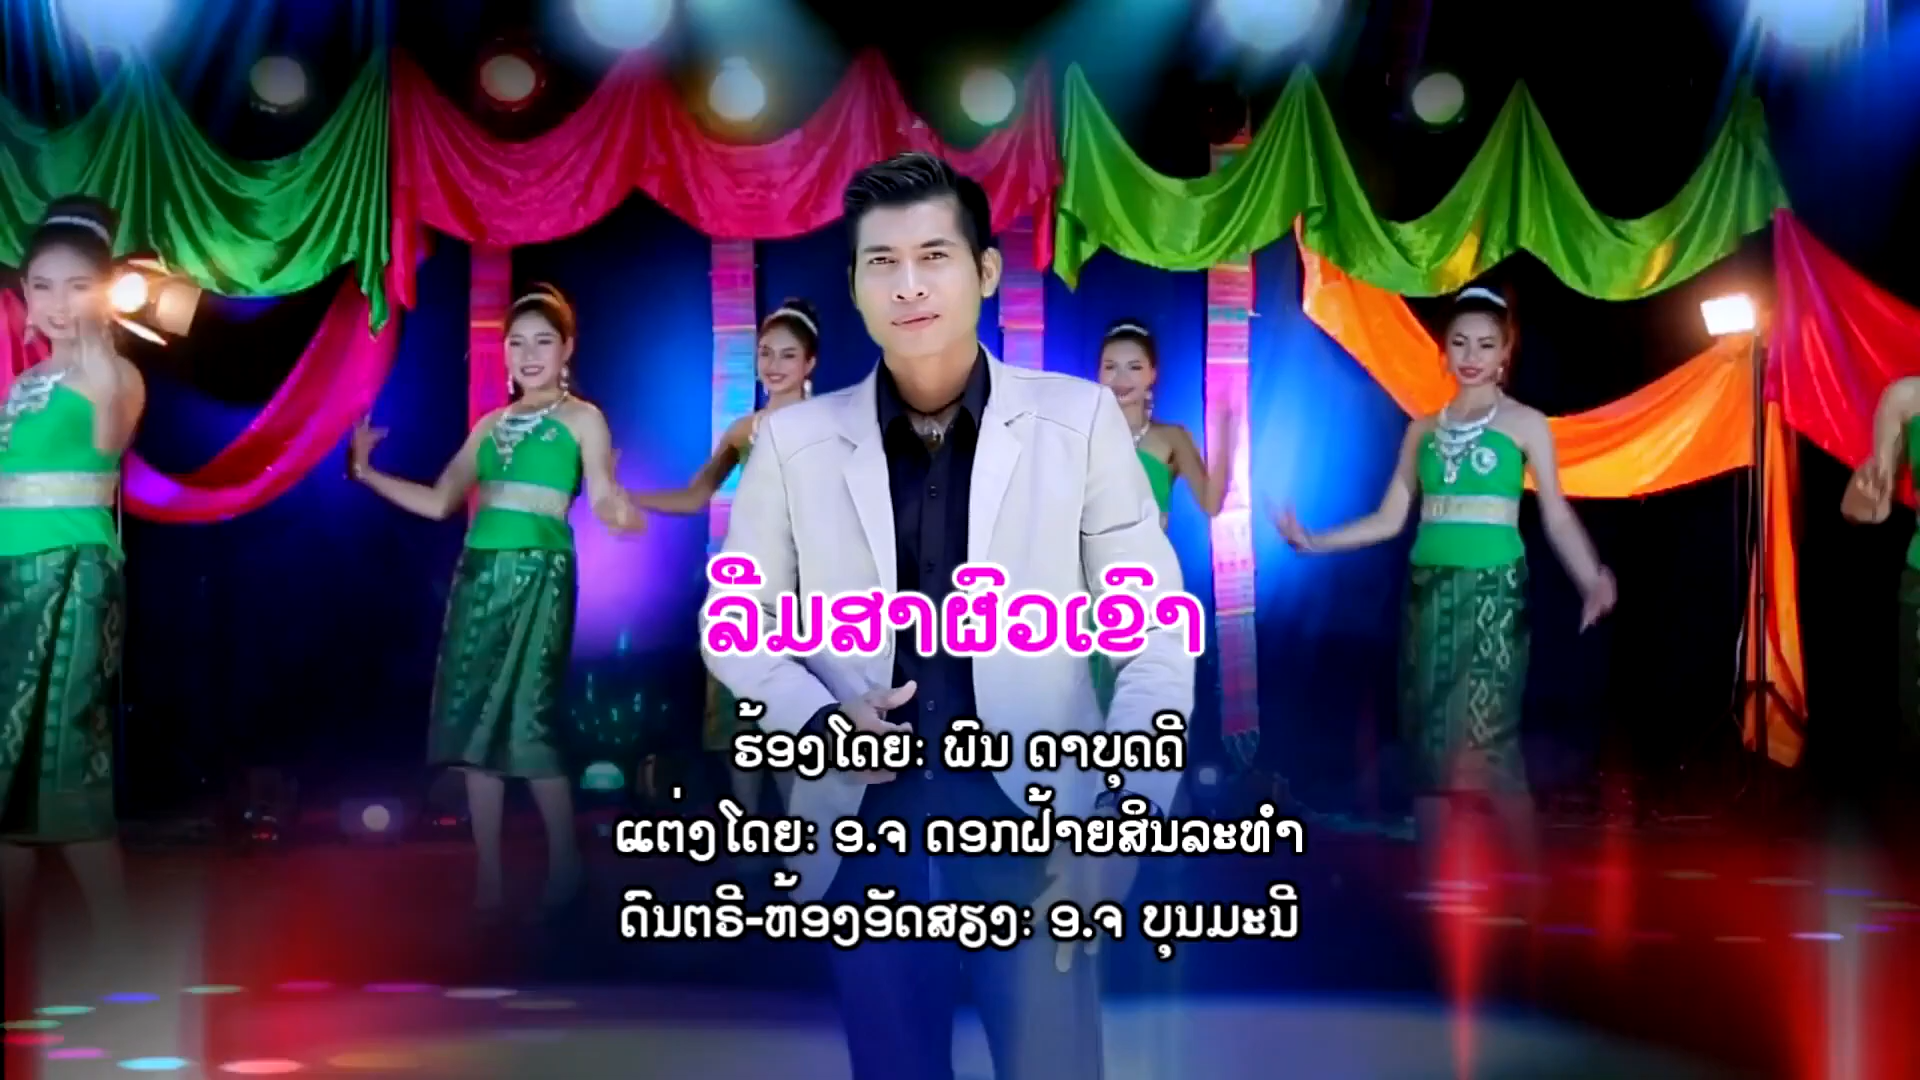 ລືມສາຜົວເຂົາ
ຮ້ອງໂດຍ: ພົນ ດາບຸດດີ
ແຕ່ງໂດຍ: ອ.ຈ ດອກຝ້າຍສິນລະທຳ
ດົນຕຣີ-ຫ້ອງອັດສຽງ: ອ.ຈ ບຸນມະນີ